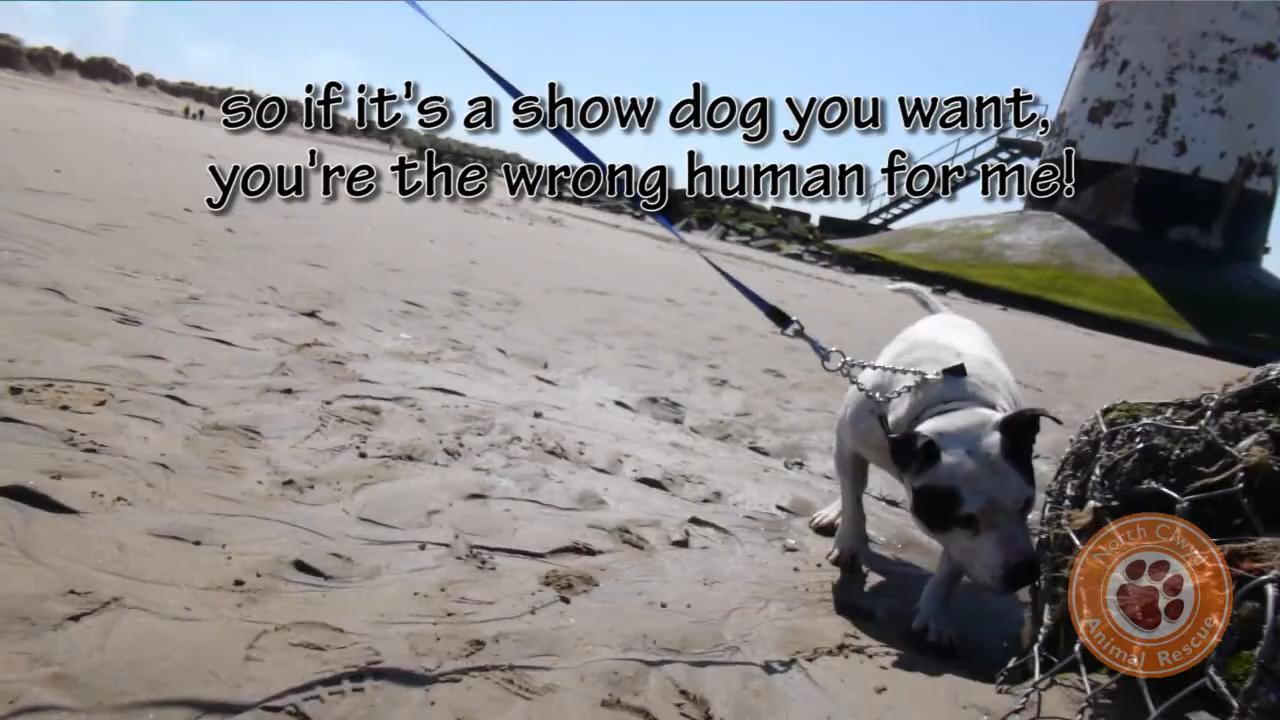 so if it's a show dog you want,
you're the wrong human for me!
North Clwyd
Animal Rescue